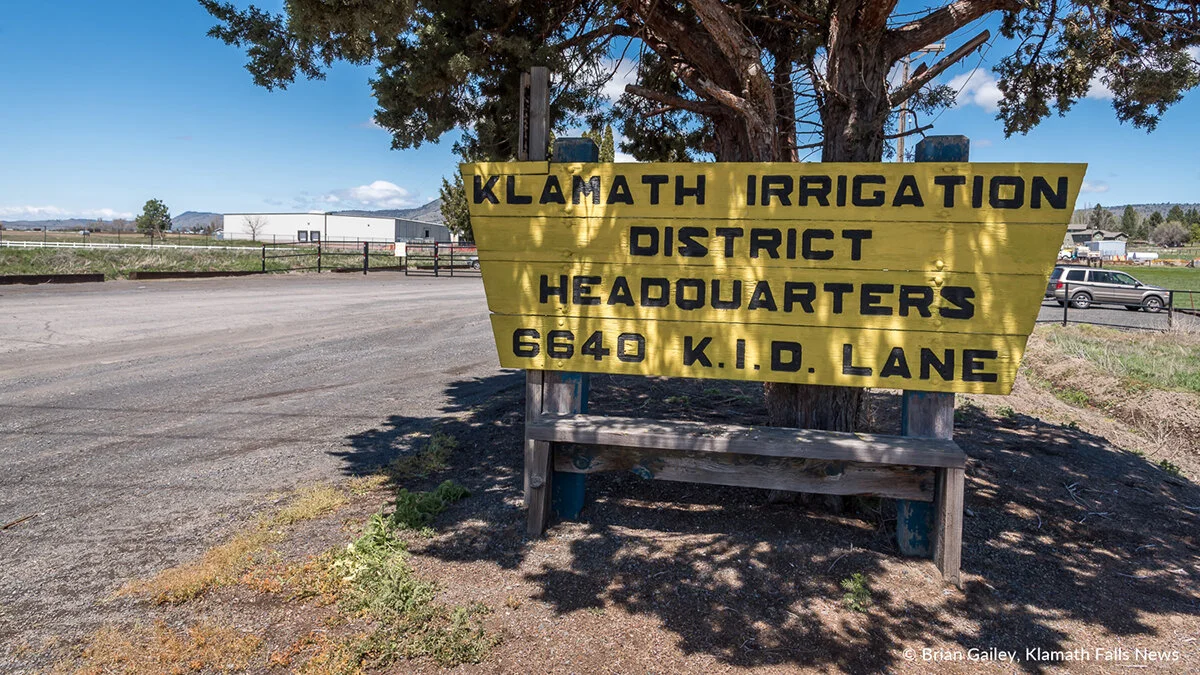 KLAMATH IRRIGATION
DISTRICT
HEADQUARTERS
6640 K.I.D. LANE
© Brian Gailey, Klamath Falls News